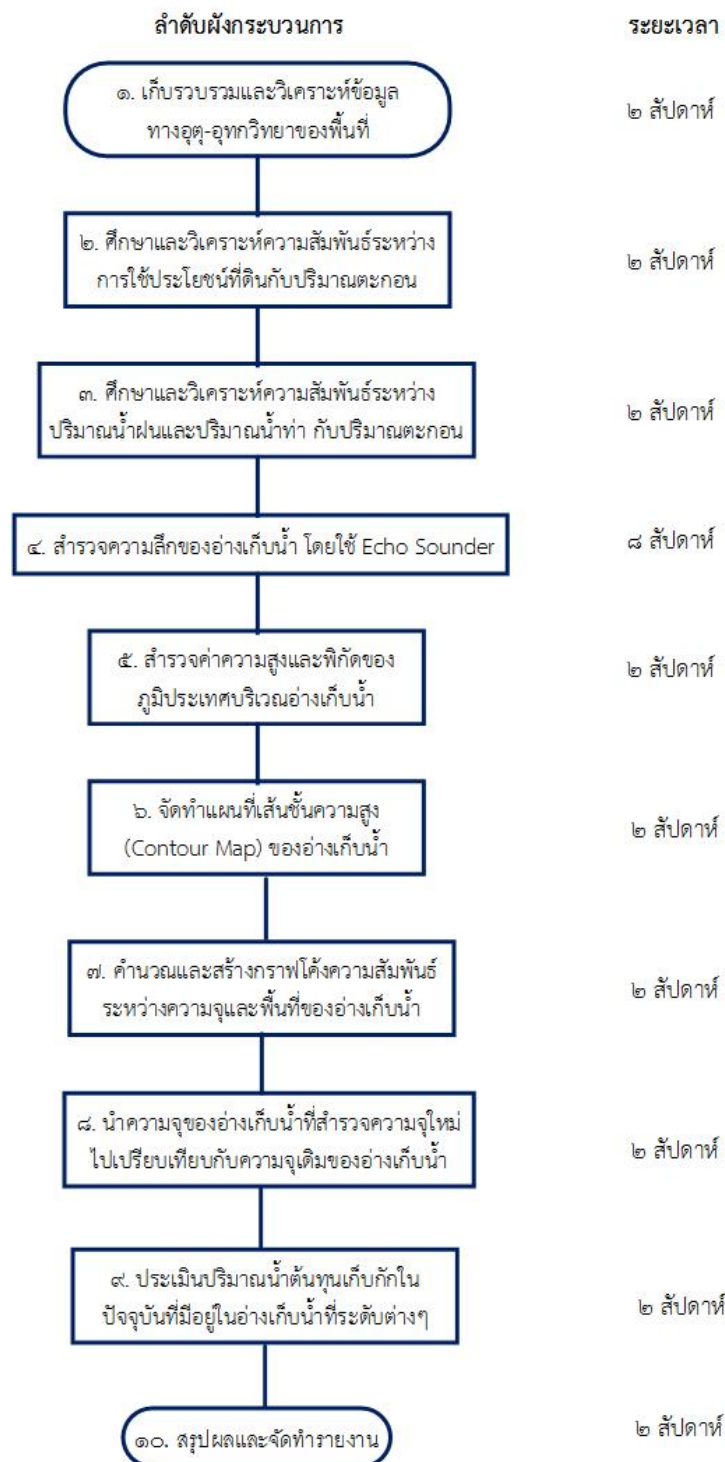 ลำดับผังกระบวนการ ระยะเวลา
๑. เก็บรวบรวมและวิเคราะห์ข้อมูล
ทางอุตุ-อุทกวิทยาของพื้นที่
๒ สัปดาห์
๒. ศึกษาและวิเคราะห์ความสัมพันธ์ระหว่าง
การใช้ประโยชน์ที่ดินกับปริมาณตะกอน
๒ สัปดาห์
๓. ศึกษาและวิเคราะห์ความสัมพันธ์ระหว่าง
ปริมาณน้ำฝนและปริมาณน้ำท่า กับปริมาณตะกอน
๒ สัปดาห์
๔. สำรวจความลึกของอ่างเก็บน้ำ โดยใช้ Echo Sounder
๘ สัปดาห์
๕. สำรวจค่าความสูงและพิกัดของ
ภูมิประเทศบริเวณอ่างเก็บน้ำ
๒ สัปดาห์
๖. จัดทำแผนที่เส้นชั้นความสูง
(Contour Map) ของอ่างเก็บน้ำ
๒ สัปดาห์
๗. คำนวณและสร้างกราฟโค้งความสัมพันธ์
ระหว่างความจุและพื้นที่ของอ่างเก็บน้ำ
๒ สัปดาห์
๘. นำความจุของอ่างเก็บน้ำที่สำรวจความจุใหม่
ไปเปรียบเทียบกับความจุเดิมของอ่างเก็บน้ำ
๒ สัปดาห์
๙. ประเมินปริมาณน้ำต้นทุนเก็บกักใน
ปัจจุบันที่มีอยู่ในอ่างเก็บน้ำที่ระดับต่างๆ
๒ สัปดาห์
๑๐. สรุปผลและจัดทำรายงาน
๒ สัปดาห์